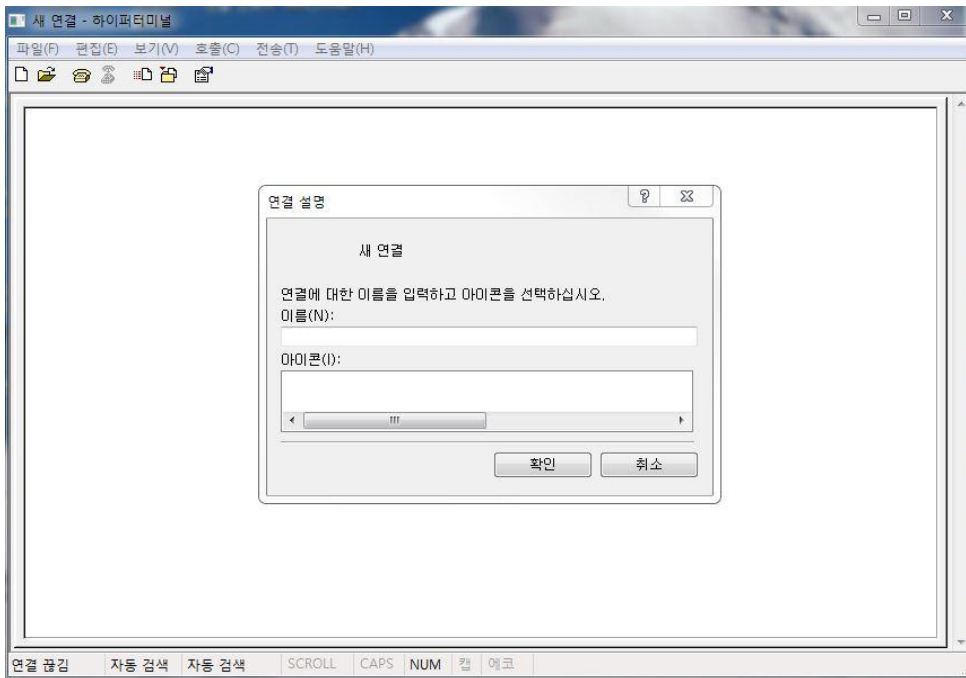 새 연결 - 하이퍼터미널
파일(F) 편집(E) 보기(V) 호출(C) 전송(T) 도움말(H)
연결 설명
새 연결
연결에 대한 이름을 입력하고 아이콘을 선택하십시오.
이름(N):
아이콘(I):
확인 취소
연결 끊김 자동 검색 자동 검색 SCROLL CAPS NUM 캡 에코